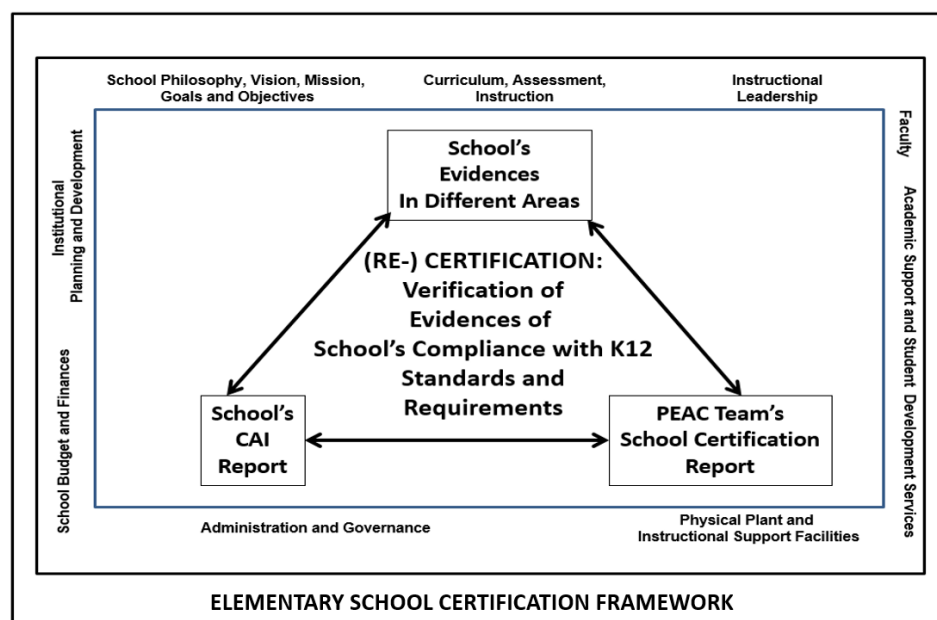 School Philosophy, Vision, Mission,
Goals and Objectives
Curriculum, Assessment,
Instruction
Instructional
Leadership
Faculty
Academic Support and Student Development Services
Institutional
Planning and Development
School Budget and Finances
School's
Evidences
In Different Areas
(RE-) CERTIFICATION:
Verification of
Evidences of
School's Compliance with K12
Standards and
Requirements
School's
CAI
Report
PEAC Team's
School Certification
Report
Administration and Governance
Physical Plant and
Instructional Support Facilities
ELEMENTARY SCHOOL CERTIFICATION FRAMEWORK